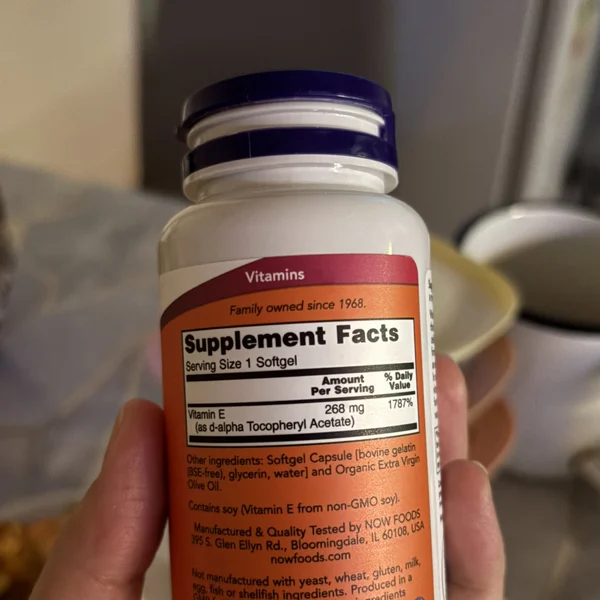 Vitamins
Family owned since 1968.
Supplement Facts
Serving Size 1 Softgel
Amount
Per Serving
% Daily
Value
Vitamin E 268 mg 1787%
(as d-alpha Tocopheryl Acetate)
Other ingredients: Softgel Capsule [bovine gelatin
(BSE-free), glycerin, water] and Organic Extra Virgin
Olive Oil.
Contains soy (Vitamin E from non-GMO soy).
Manufactured & Quality Tested by NOW FOODS
395 S. Glen Ellyn Rd., Bloomingdale, IL 60108, USA
nowfoods.com
Not manufactured with yeast, wheat, gluten, milk,
egg, fish or shellfish ingredients. Produced in a
ingredients